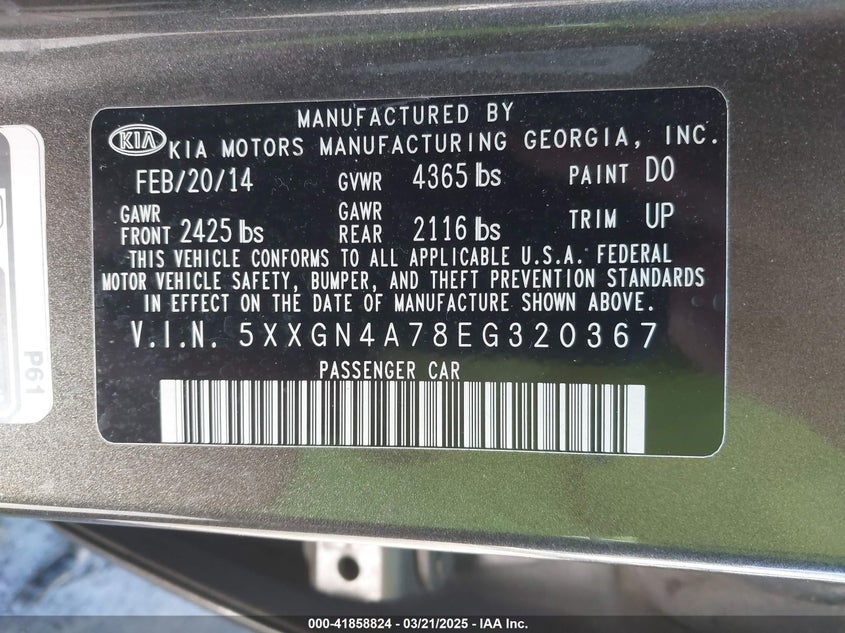 MANUFACTURED BY
KIA KIA MOTORS MANUFACTURING GEORGIA, INC.
FEB/20/14 GVWR 4365 lbs PAINT DO
GAWR FRONT 2425 lbs GAWR REAR 2116 lbs TRIM UP
THIS VEHICLE CONFORMS TO ALL APPLICABLE U.S.A. FEDERAL
MOTOR VEHICLE SAFETY, BUMPER, AND THEFT PREVENTION STANDARDS
IN EFFECT ON THE DATE OF MANUFACTURE SHOWN ABOVE.
V.I.N. 5XXGN4A78EG320367
PASSENGER CAR
P61
000-41858824 - 03/21/2025 - IAA Inc.